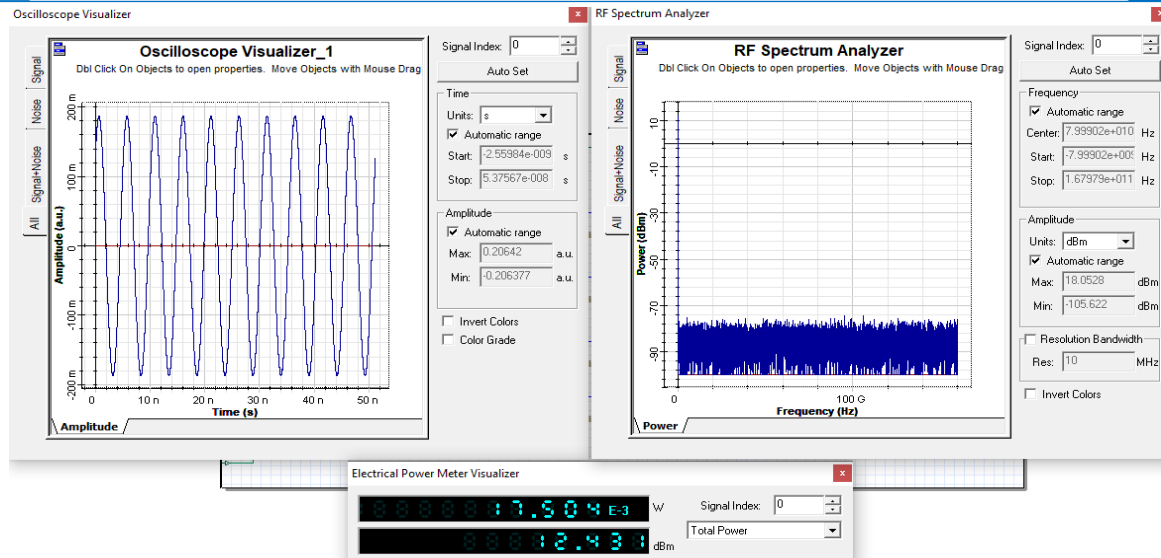 Oscilloscope Visualizer
Oscilloscope Visualizer_1
Dbl Click On Objects to open properties.  Move Objects with Mouse Drag
Signal
Noise
Signal+Noise
All
Amplitude (a.u.)
200 m
100 m
0
-100 m
-200 m
0 10 n 20 n 30 n 40 n 50 n
Time (s)
Amplitude
Signal Index: 0
Auto Set
Time
Units: s
Automatic range
Start: -2.55984e-009 s
Stop: 5.37567e-008 s
Amplitude
Automatic range
Max: 0.20642 a.u.
Min: -0.206377 a.u.
Invert Colors
Color Grade
RF Spectrum Analyzer
RF Spectrum Analyzer
Dbl Click On Objects to open properties.  Move Objects with Mouse Drag
Signal
Noise
Signal+Noise
All
Power (dBm)
10
-10
-30
-50
-70
-90
0 100 G
Frequency (Hz)
Power
Signal Index: 0
Auto Set
Frequency
Automatic range
Center: 7.99902e+010 Hz
Start: -7.99902e+009 Hz
Stop: 1.67979e+011 Hz
Amplitude
Units: dBm
Automatic range
Max: 18.0528 dBm
Min: -105.622 dBm
Resolution Bandwidth
Res: 10 MHz
Invert Colors
Electrical Power Meter Visualizer
17.504 E-3 W
12.431 dBm
Signal Index: 0
Total Power